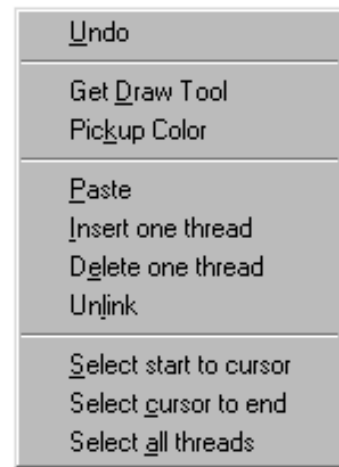 Undo
Get Draw Tool
Pickup Color
Paste
Insert one thread
Delete one thread
Unlink
Select start to cursor
Select cursor to end
Select all threads